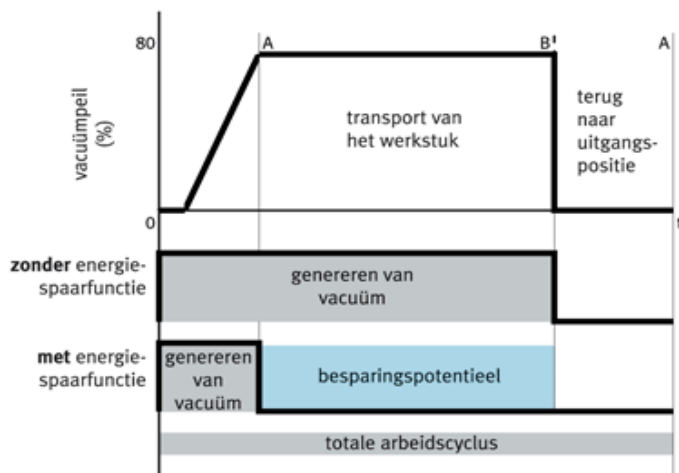 80
A
B'
A
vacuümpeil
(%)
transport van
het werkstuk
terug
naar
uitgangs-
positie
0
t
zonder energie-
spaarfunctie
genereren van
vacuüm
met energie-
spaarfunctie
genereren
van
vacuüm
besparingspotentieel
totale arbeidscyclus